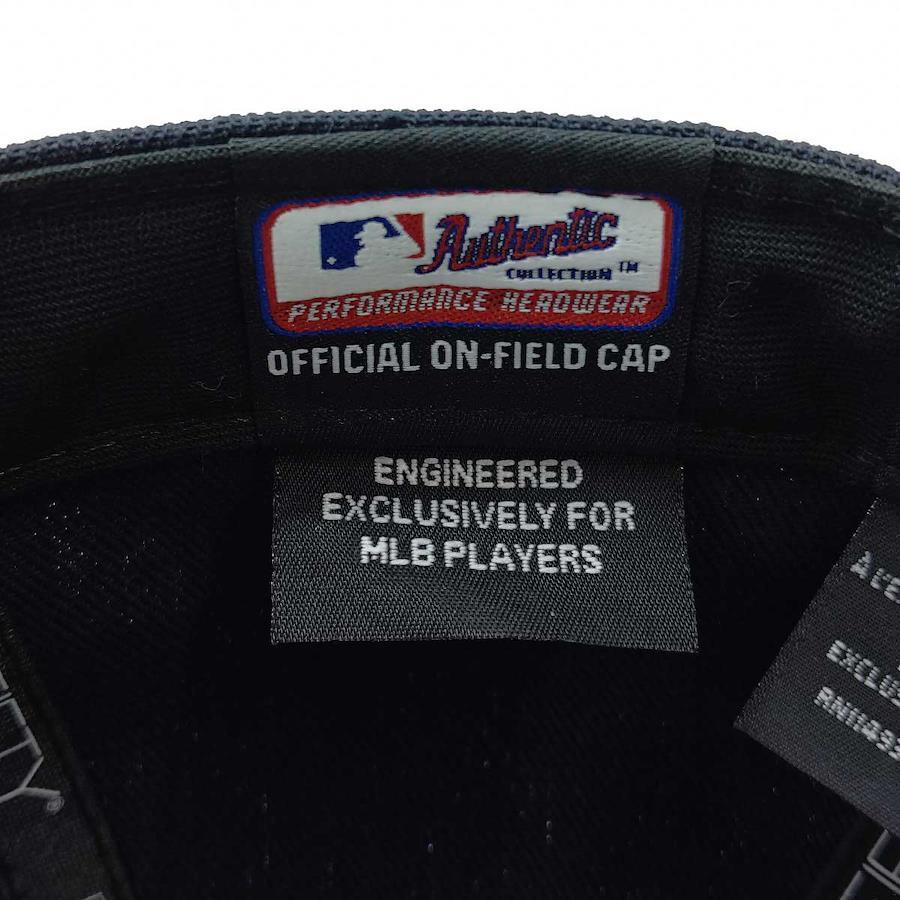 Authentic
COLLECTION™
PERFORMANCE HEADWEAR
OFFICIAL ON-FIELD CAP
ENGINEERED
EXCLUSIVELY FOR
MLB PLAYERS